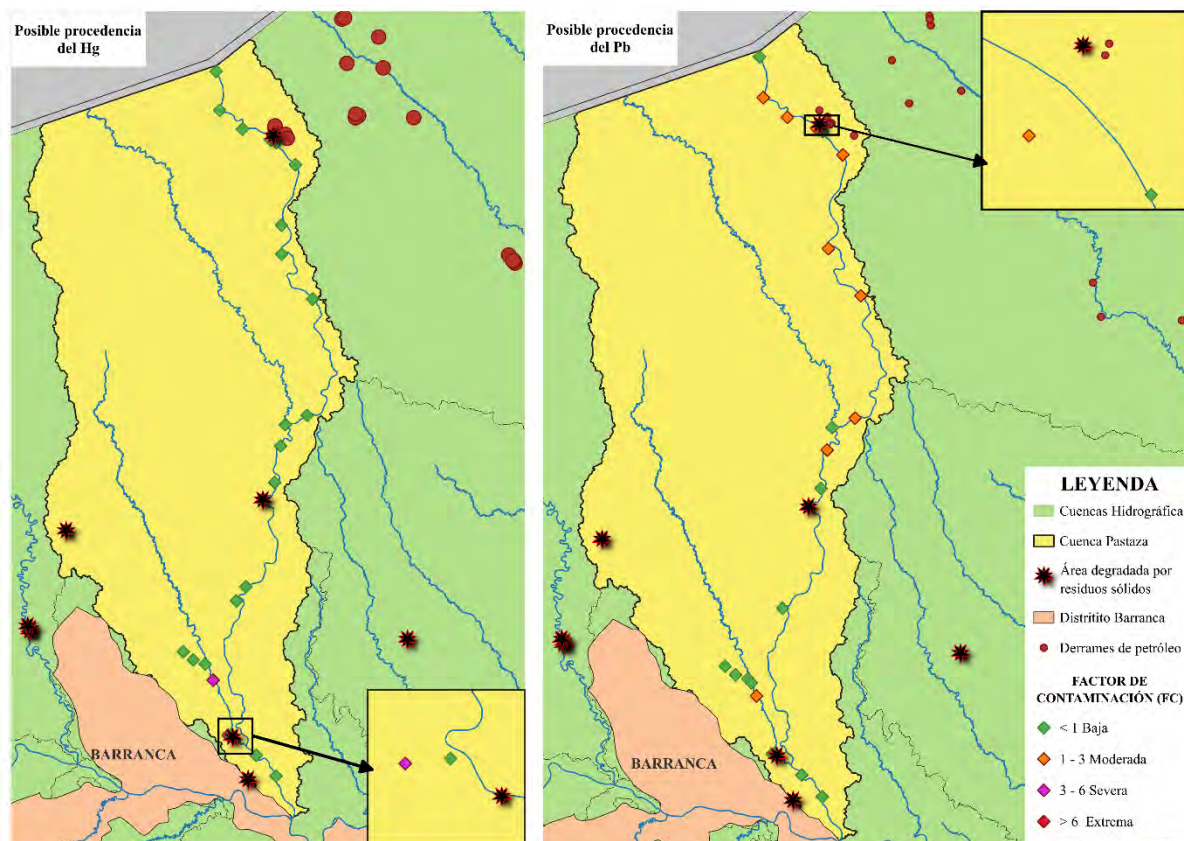 Posible procedencia
del Hg
BARRANCA
Posible procedencia
del Pb
BARRANCA
LEYENDA
Cuencas Hidrográfica
Cuenca Pastaza
Área degradada por
residuos sólidos
Distritito Barranca
Derrames de petróleo
FACTOR DE
CONTAMINACIÓN (FC)
< 1 Baja
1 - 3 Moderada
3 - 6 Severa
> 6 Extrema